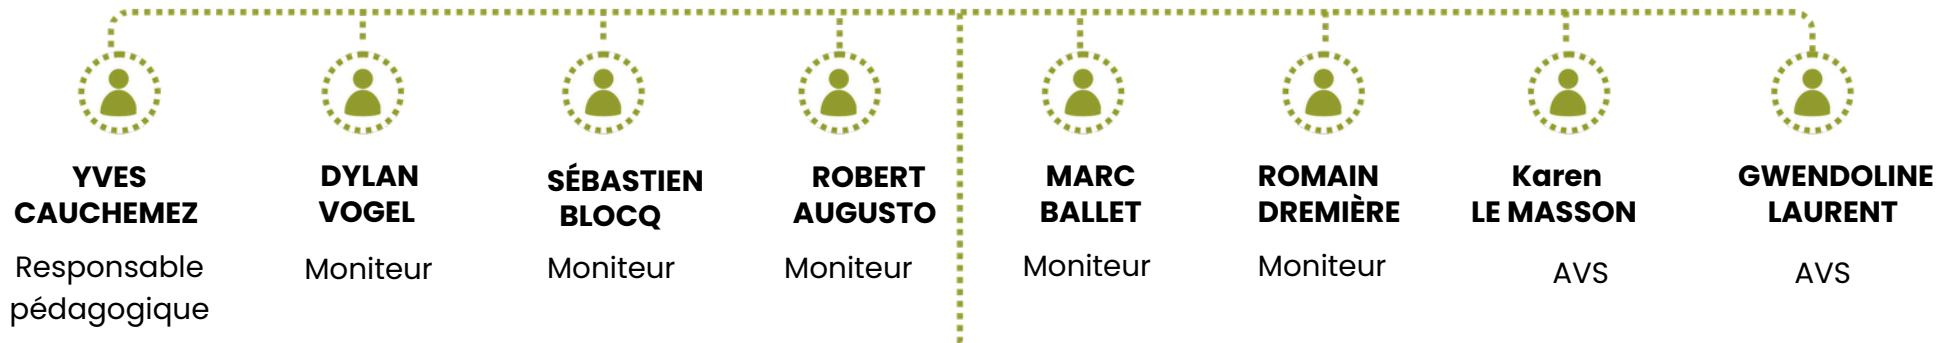 YVES
CAUCHEMEZ
Responsable
pédagogique
DYLAN
VOGEL
Moniteur
SÉBASTIEN
BLOCQ
Moniteur
ROBERT
AUGUSTO
Moniteur
MARC
BALLET
Moniteur
ROMAIN
DREMIÈRE
Moniteur
Karen
LE MASSON
AVS
GWENDOLINE
LAURENT
AVS